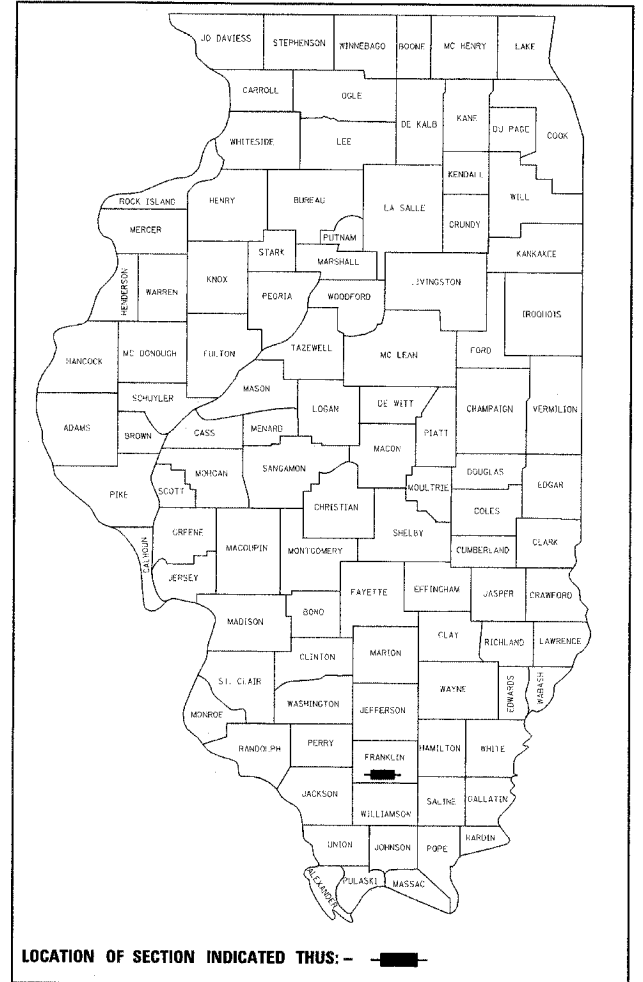 JO DAVIESS
STEPHENSON
WINNEBAGO
BOONE
MC HENRY
LAKE
CARROLL
OGLE
DE KALB
KANE
DU PAGE
COOK
WHITESIDE
LEE
KENDALL
WILL
ROCK ISLAND
HENRY
BUREAU
LA SALLE
GRUNDY
MERCER
PUTNAM
STARK
MARSHALL
KANKAKEE
HENDERSON
WARREN
KNOX
PEORIA
WOODFORD
LIVINGSTON
IROQUOIS
HANCOCK
MC DONOUGH
FULTON
TAZEWELL
MC LEAN
FORD
MASON
SCHUYLER
LOGAN
DE WITT
CHAMPAIGN
VERMILION
ADAMS
BROWN
CASS
MENARD
MACON
PIATT
PIKE
SCOTT
MORGAN
SANGAMON
CHRISTIAN
MOULTRIE
DOUGLAS
EDGAR
COLES
CALHOUN
GREENE
MACOUPIN
MONTGOMERY
SHELBY
CUMBERLAND
CLARK
JERSEY
FAYETTE
EFFINGHAM
JASPER
CRAWFORD
MADISON
BOND
CLAY
RICHLAND
LAWRENCE
CLINTON
MARION
ST. CLAIR
WAYNE
EDWARDS
WABASH
MONROE
WASHINGTON
JEFFERSON
RANDOLPH
PERRY
FRANKLIN
HAMILTON
WHITE
JACKSON
WILLIAMSON
SALINE
GALLATIN
UNION
JOHNSON
POPE
HARDIN
ALEXANDER
PULASKI
MASSAC
LOCATION OF SECTION INDICATED THUS: -